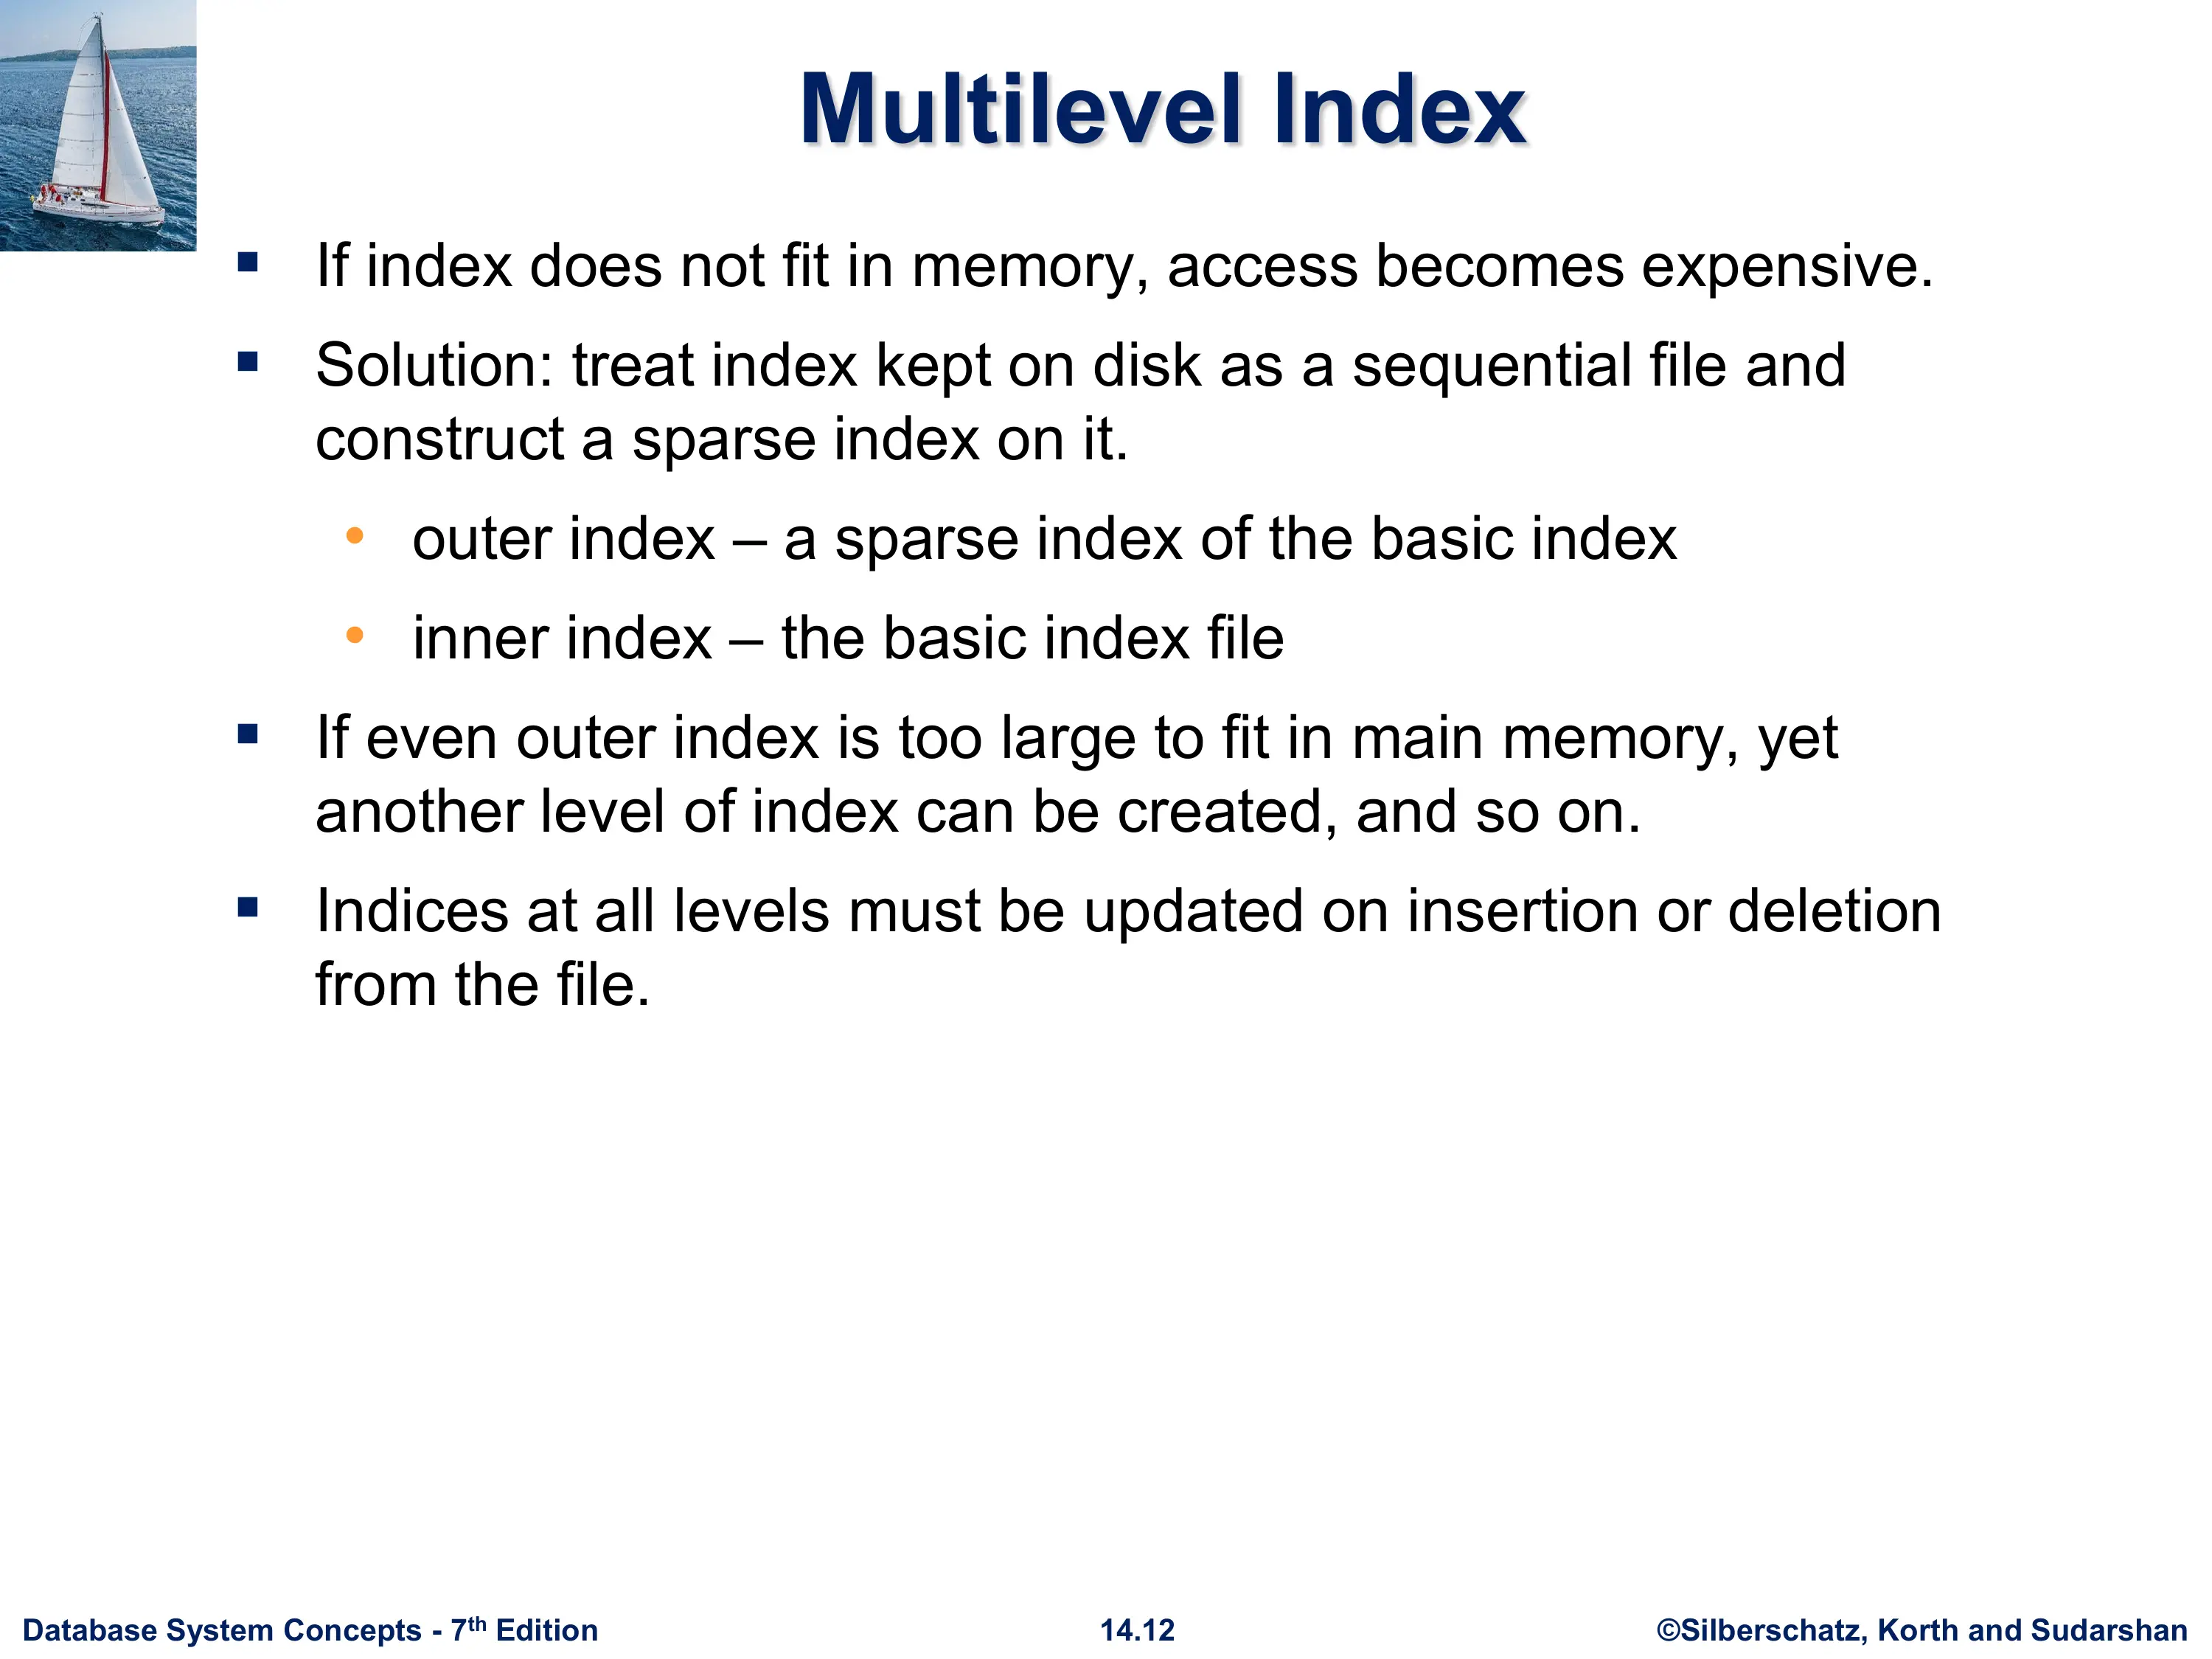 Multilevel Index
▪ If index does not fit in memory, access becomes expensive.
▪ Solution: treat index kept on disk as a sequential file and
construct a sparse index on it.
• outer index – a sparse index of the basic index
• inner index – the basic index file
▪ If even outer index is too large to fit in main memory, yet
another level of index can be created, and so on.
▪ Indices at all levels must be updated on insertion or deletion
from the file.
Database System Concepts - 7th Edition
14.12
©Silberschatz, Korth and Sudarshan